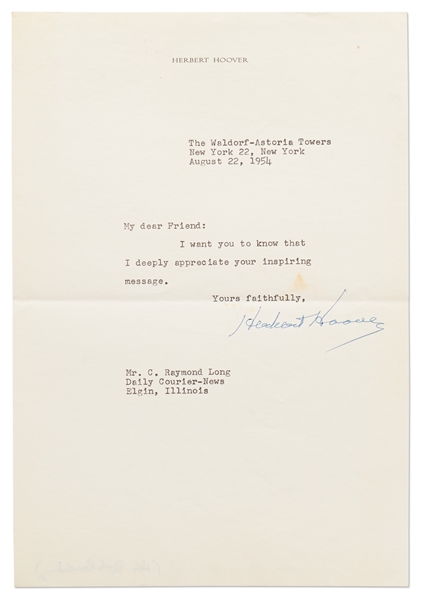 HERBERT HOOVER
The Waldorf-Astoria Towers
New York 22, New York
August 22, 1954
My dear Friend:
I want you to know that
I deeply appreciate your inspiring
message.
Yours faithfully,
Herbert Hoover
Mr. C. Raymond Long
Daily Courier-News
Elgin, Illinois